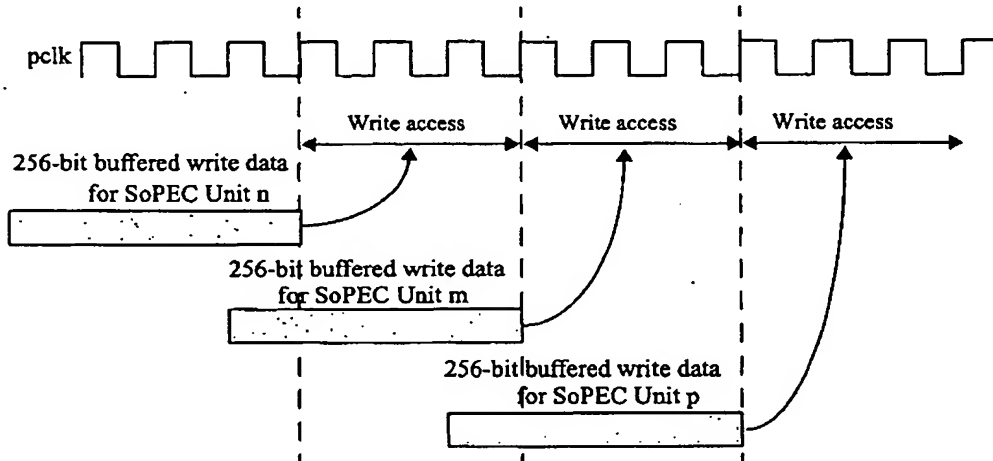 pclk
Write access
Write access
Write access
256-bit buffered write data
for SoPEC Unit n
256-bit buffered write data
for SoPEC Unit m
256-bit buffered write data
for SoPEC Unit p